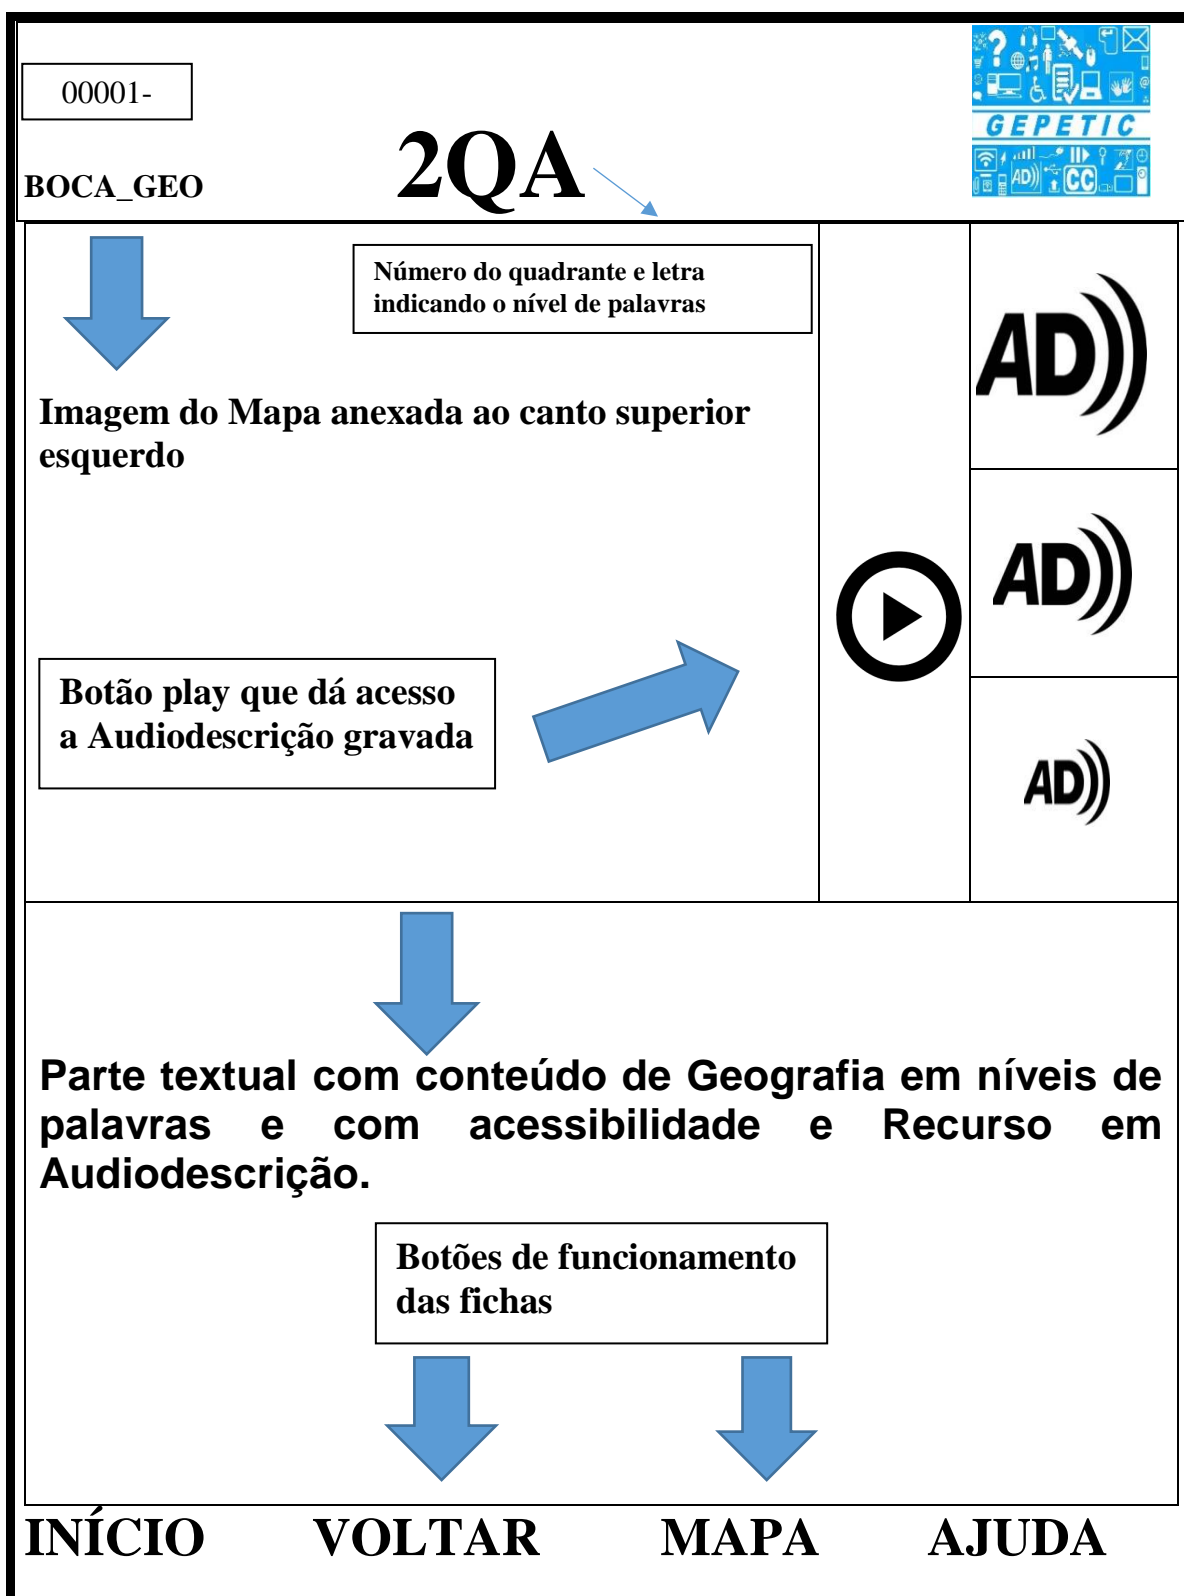 00001-
BOCA_GEO
2QA
GEPETIC
AD))) CC
Número do quadrante e letra
indicando o nível de palavras
AD)))
Imagem do Mapa anexada ao canto superior
esquerdo
AD)))
Botão play que dá acesso
a Audiodescrição gravada
AD)))
Parte textual com conteúdo de Geografia em níveis de
palavras e com acessibilidade e Recurso em
Audiodescrição.
Botões de funcionamento
das fichas
INÍCIO VOLTAR MAPA AJUDA